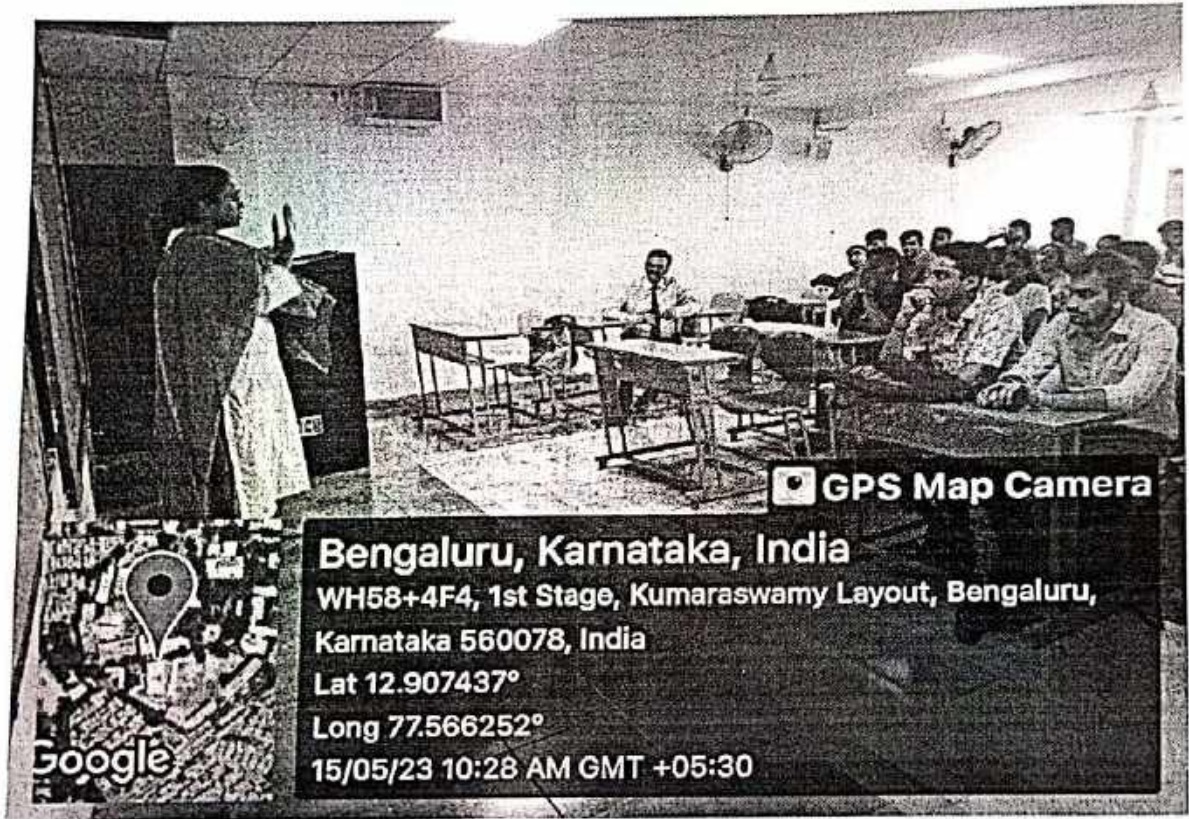 GPS Map Camera
Bengaluru, Karnataka, India
WH58+4F4, 1st Stage, Kumaraswamy Layout, Bengaluru,
Karnataka 560078, India
Lat 12.907437°
Long 77.566252°
15/05/23 10:28 AM GMT +05:30
Google